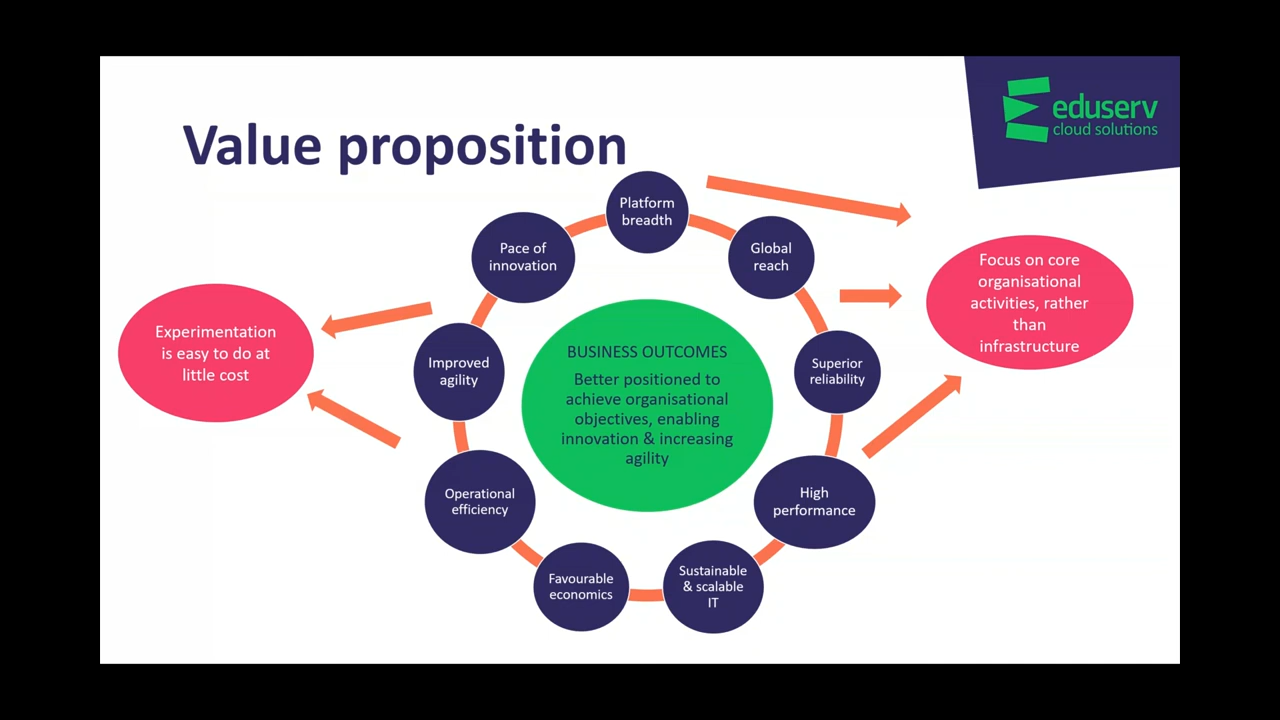 eduserv
cloud solutions
Value proposition
Platform
breadth
Pace of
innovation
Global
reach
Focus on core
organisational
activities, rather
than
infrastructure
Experimentation
is easy to do at
little cost
Improved
agility
Superior
reliability
BUSINESS OUTCOMES
Better positioned to
achieve organisational
objectives, enabling
innovation & increasing
agility
Operational
efficiency
High
performance
Favourable
economics
Sustainable
& scalable
IT